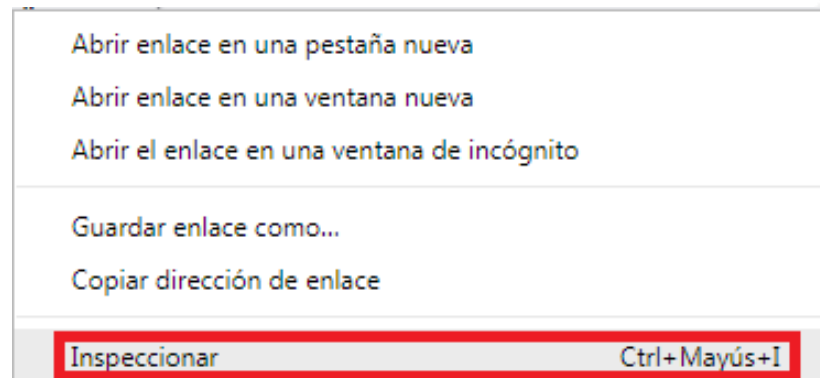 Abrir enlace en una pestaña nueva
Abrir enlace en una ventana nueva
Abrir el enlace en una ventana de incógnito
Guardar enlace como...
Copiar dirección de enlace
Inspeccionar Ctrl+Mayús+I